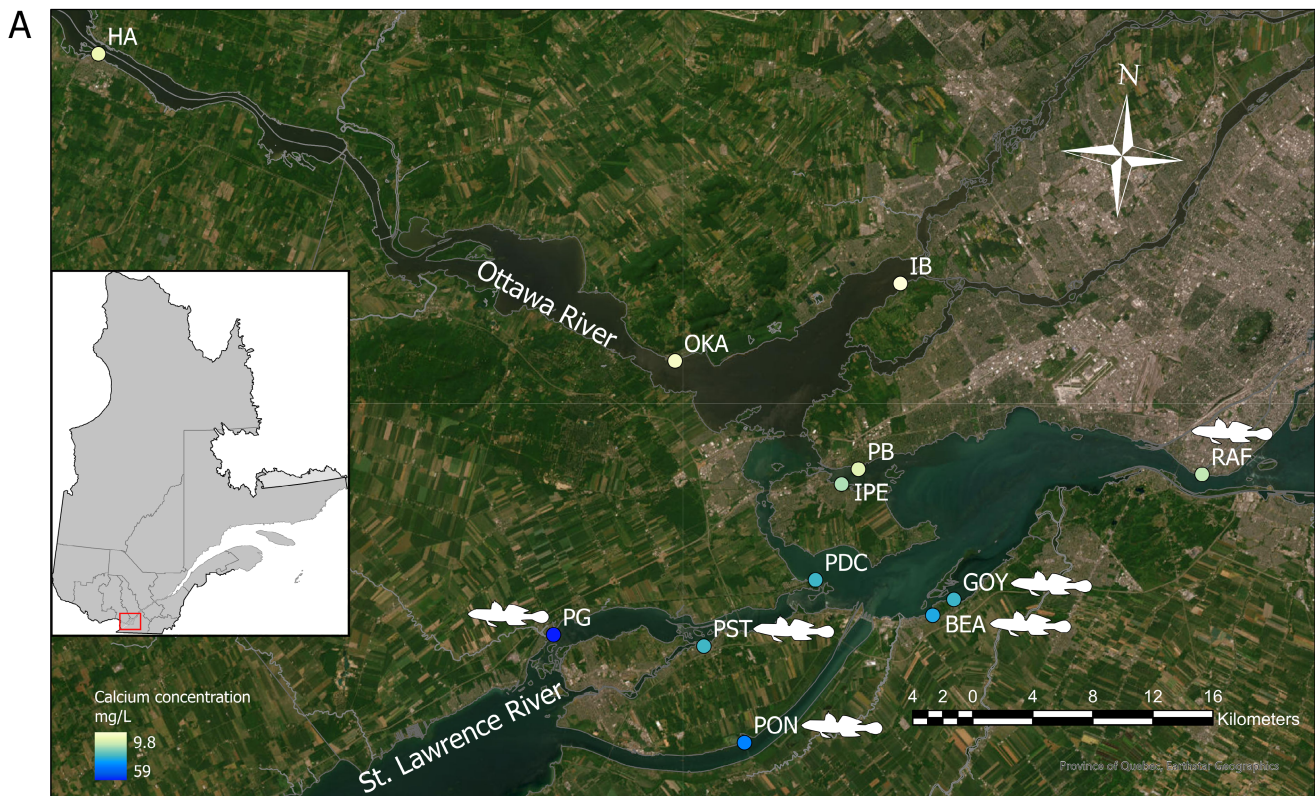 A
HA
N
IB
Ottawa River
OKA
PB
IPE
RAF
PDC
GOY
BEA
PG
PST
PON
St. Lawrence River
Calcium concentration
mg/L
9.8
59
4 2 0 4 8 12 16
Kilometers
Province of Quebec, Earthstar Geographics